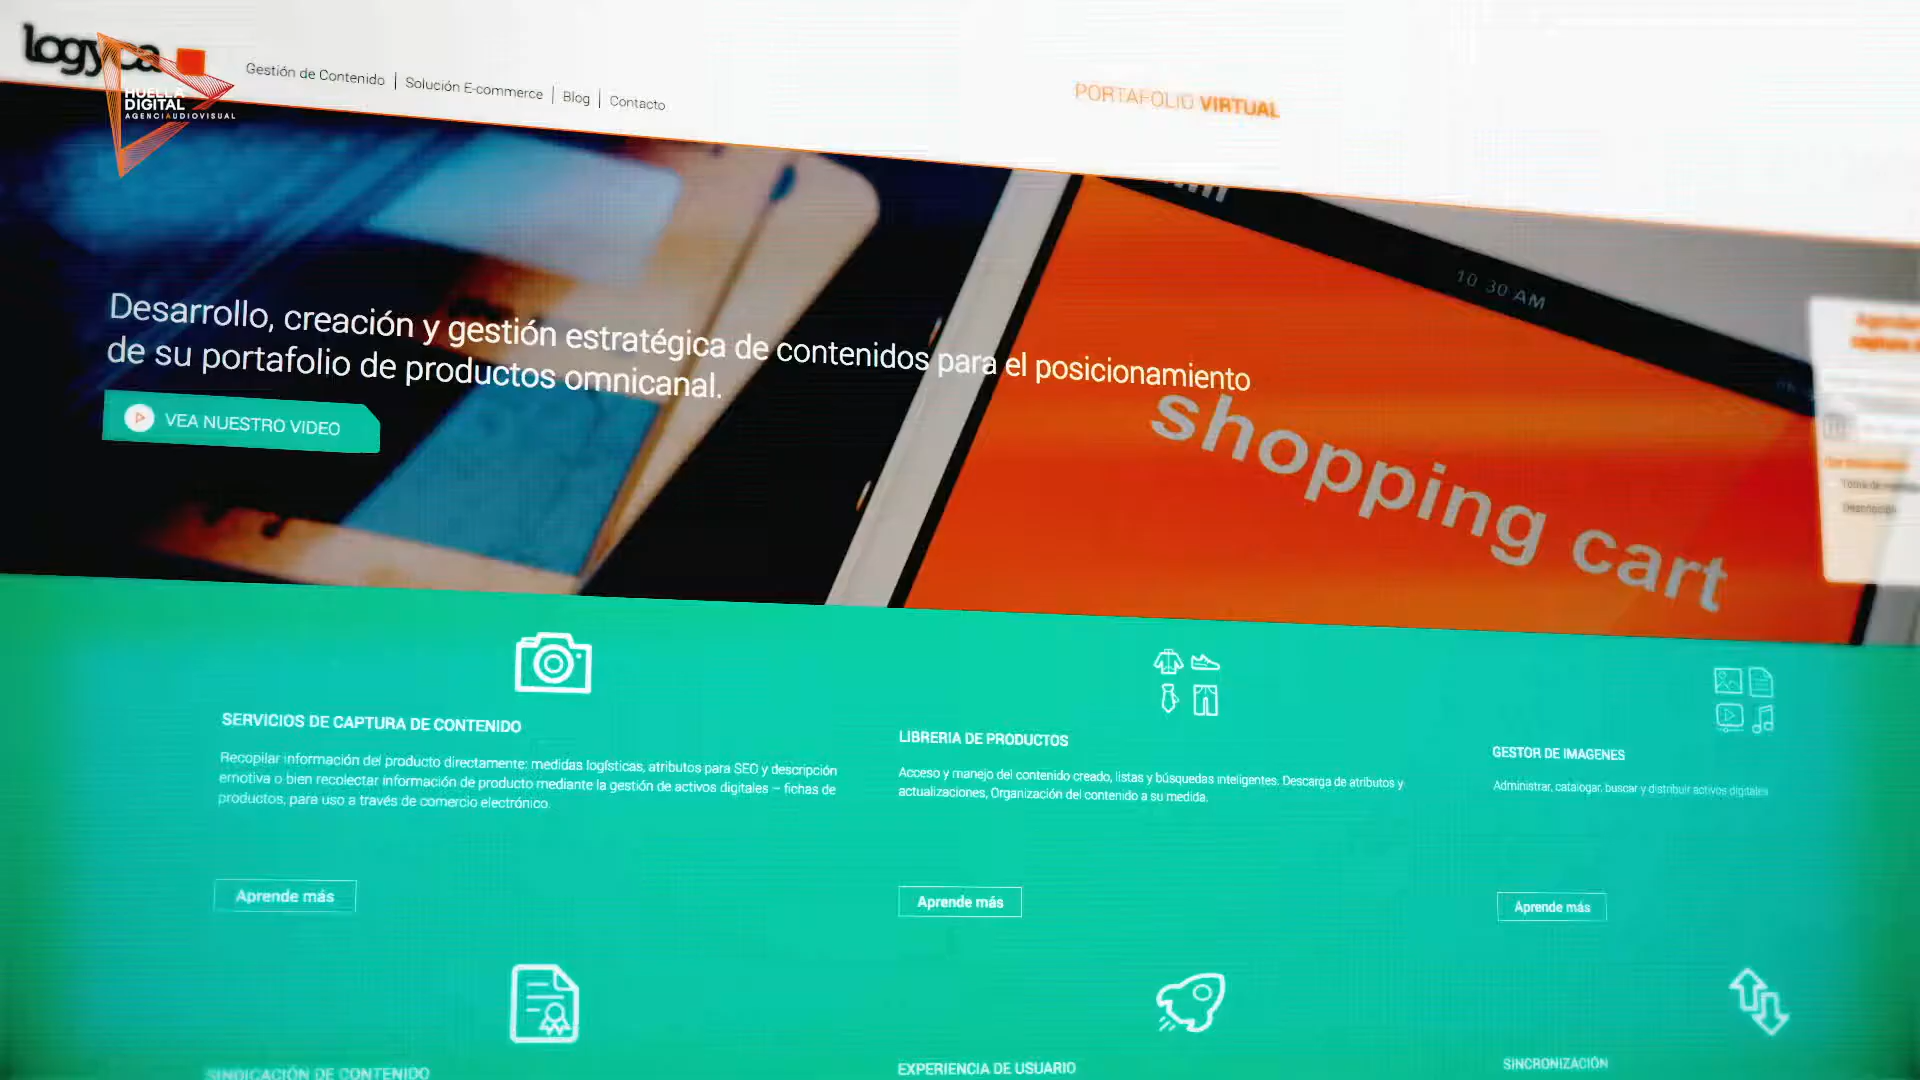 logyca
HUELLA
DIGITAL
AGENCIAUDIOVISUAL
Gestión de Contenido | Solución E-commerce | Blog | Contacto
PORTAFOLIO VIRTUAL
10 30 AM
Desarrollo, creación y gestión estratégica de contenidos para el posicionamiento
de su portafolio de productos omnicanal.
VEA NUESTRO VIDEO
shopping cart
SERVICIOS DE CAPTURA DE CONTENIDO
Recopilar información del producto directamente: medidas logísticas, atributos para SEO y descripción
emotiva o bien recolectar información de producto mediante la gestión de activos digitales – fichas de
productos, para uso a través de comercio electrónico.
Aprende más
LIBRERIA DE PRODUCTOS
Acceso y manejo del contenido creado, listas y búsquedas inteligentes. Descarga de atributos y
actualizaciones, Organización del contenido a su medida.
Aprende más
GESTOR DE IMAGENES
Administrar, catalogar, buscar y distribuir activos digitales
Aprende más
SINDICACIÓN DE CONTENIDO
EXPERIENCIA DE USUARIO
SINCRONIZACIÓN